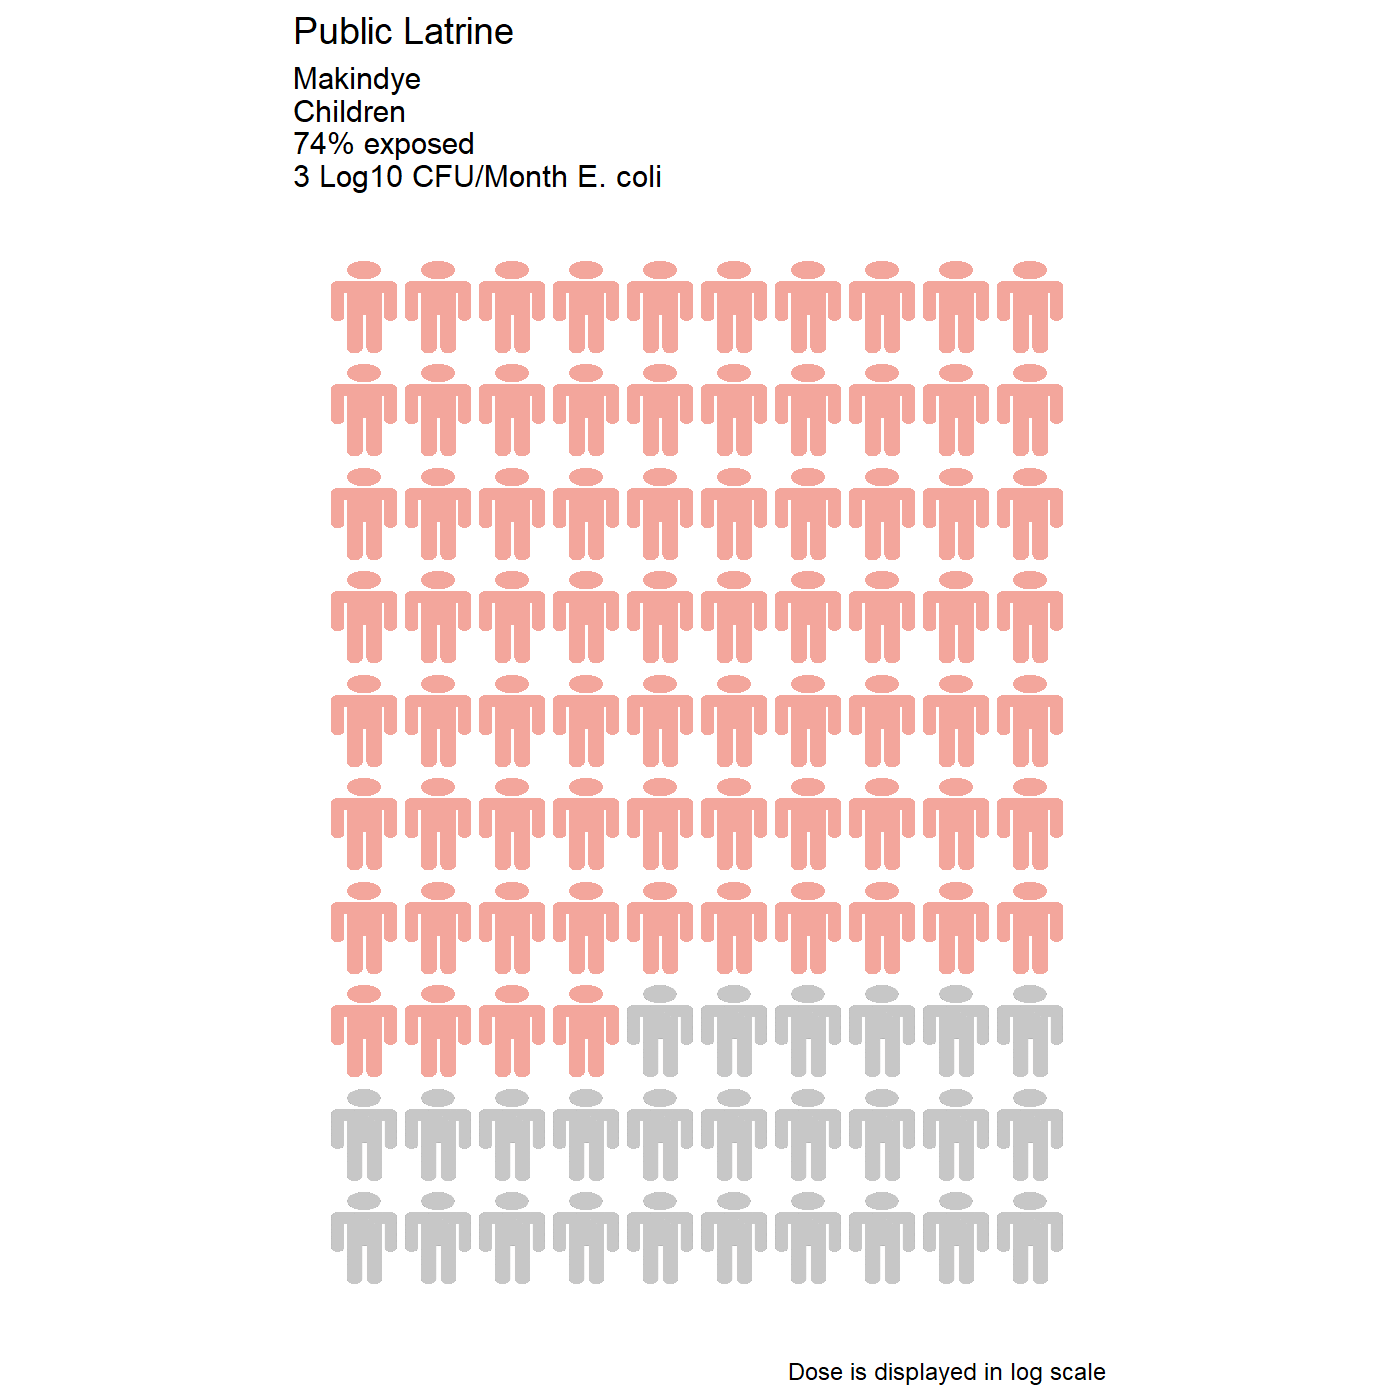 Public Latrine
Makindye
Children
74% exposed
3 Log10 CFU/Month E. coli
Dose is displayed in log scale